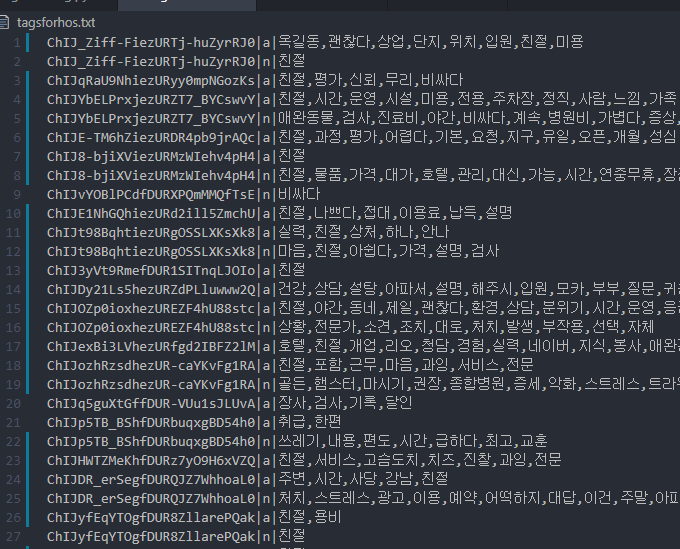 tagsforhos.txt
1 ChIJ_Ziff-FiezURTj-huZyrRJ0|a|옥길동,괜찮다,상업,단지,위치,입원,친절,미용
2 ChIJ_Ziff-FiezURTj-huZyrRJ0|n|친절
3 ChIJqRaU9NhiezURyy0mpNGozKs|a|친절,평가,신뢰,무리,비싸다
4 ChIJYbELPrxjezURZT7_BYCswvY|a|친절,시간,운영,시설,미용,전용,주차장,정직,사람,느낌,가족
5 ChIJYbELPrxjezURZT7_BYCswvY|n|애완동물,검사,진료비,야간,비싸다,계속,병원비,가볍다,증상,
6 ChIJE-TM6hZiezURDR4pb9jrAQc|a|친절,과정,평가,어렵다,기본,요청,지구,유일,오픈,개월,성심
7 ChIJ8-bjiXViezURMzWIehv4pH4|a|친절
8 ChIJ8-bjiXViezURMzWIehv4pH4|n|친절,물품,가격,대가,호텔,관리,대신,가능,시간,연중무휴,장점
9 ChIJvYOBlPCdfDURXPQmMMQfTsE|n|비싸다
10 ChIJE1NhGQhiezURd2ill5ZmchU|a|친절,나쁘다,접대,이용료,납득,설명
11 ChIJt98BqhtiezURgOSSLXKsXk8|a|실력,친절,상처,하나,안나
12 ChIJt98BqhtiezURgOSSLXKsXk8|n|마음,친절,아쉽다,가격,설명,검사
13 ChIJ3yVt9RmefDUR1SITnqLJOIo|a|친절
14 ChIJDy21Ls5hezURZdPLluwww2Q|a|건강,상담,설탕,아파서,설명,해주시,입원,모카,부부,질문,귀
15 ChIJOZp0ioxhezUREZF4hU88stc|a|친절,야간,동네,제일,괜찮다,환경,상담,분위기,시간,운영,응
16 ChIJOZp0ioxhezUREZF4hU88stc|n|상황,전문가,소견,조치,대로,처치,발생,부작용,선택,자체
17 ChIJexBi3LVhezURfgd2IBFZ2lM|a|호텔,친절,개업,리오,청담,경험,실력,네이버,지식,봉사,애완
18 ChIJozhRzsdhezUR-caYKvFg1RA|a|친절,포함,근무,마음,과잉,서비스,전문
19 ChIJozhRzsdhezUR-caYKvFg1RA|n|골든,햄스터,마시기,권장,종합병원,증세,악화,스트레스,트라
20 ChIJq5guXtGffDUR-VUu1sJLUvA|a|장사,검사,기록,달인
21 ChIJp5TB_BShfDURbuqxgBD54h0|a|취급,한편
22 ChIJp5TB_BShfDURbuqxgBD54h0|n|쓰레기,내용,편도,시간,급하다,최고,교훈
23 ChIJHWTZMeKhfDURz7yO9H6xVZQ|a|친절,서비스,고슴도치,치즈,진찰,과잉,전문
24 ChIJDR_erSegfDURQJZ7WhhoaL0|a|주변,시간,사당,강남,친절
25 ChIJDR_erSegfDURQJZ7WhhoaL0|n|처치,스트레스,광고,이용,예약,어떡하지,대답,이건,주말,아파
26 ChIJyfEqYTOgfDUR8ZllarePQak|a|친절,용비
27 ChIJyfEqYTOgfDUR8ZllarePQak|n|친절